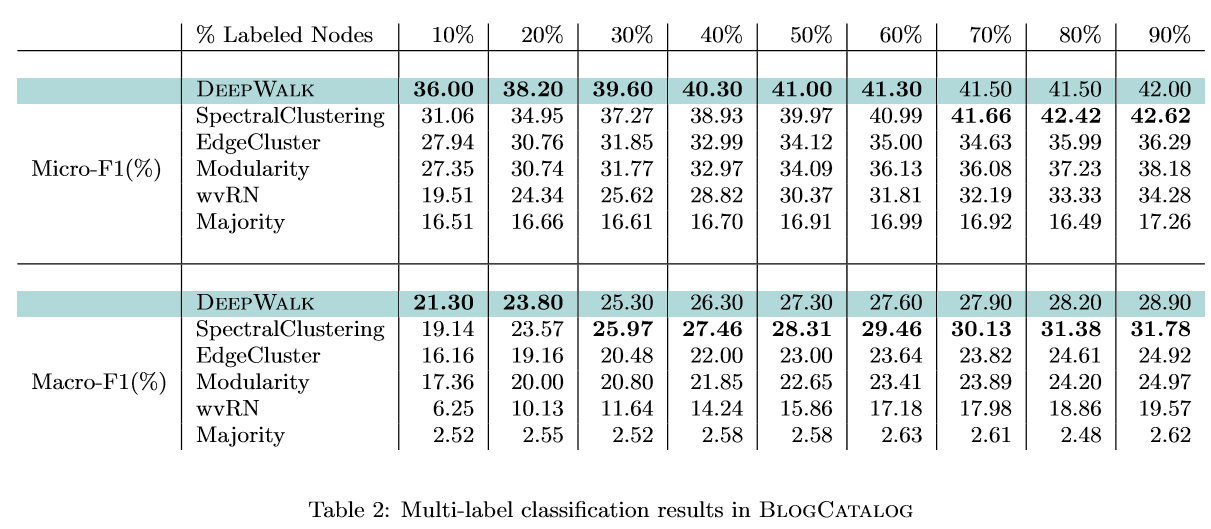 % Labeled Nodes 10% 20% 30% 40% 50% 60% 70% 80% 90%
DEEPWALK 36.00 38.20 39.60 40.30 41.00 41.30 41.50 41.50 42.00
SpectralClustering 31.06 34.95 37.27 38.93 39.97 40.99 41.66 42.42 42.62
EdgeCluster 27.94 30.76 31.85 32.99 34.12 35.00 34.63 35.99 36.29
Micro-F1(%) Modularity 27.35 30.74 31.77 32.97 34.09 36.13 36.08 37.23 38.18
wvRN 19.51 24.34 25.62 28.82 30.37 31.81 32.19 33.33 34.28
Majority 16.51 16.66 16.61 16.70 16.91 16.99 16.92 16.49 17.26
DEEPWALK 21.30 23.80 25.30 26.30 27.30 27.60 27.90 28.20 28.90
SpectralClustering 19.14 23.57 25.97 27.46 28.31 29.46 30.13 31.38 31.78
EdgeCluster 16.16 19.16 20.48 22.00 23.00 23.64 23.82 24.61 24.92
Macro-F1(%) Modularity 17.36 20.00 20.80 21.85 22.65 23.41 23.89 24.20 24.97
wvRN 6.25 10.13 11.64 14.24 15.86 17.18 17.98 18.86 19.57
Majority 2.52 2.55 2.52 2.58 2.58 2.63 2.61 2.48 2.62
Table 2: Multi-label classification results in BLOGCATALOG